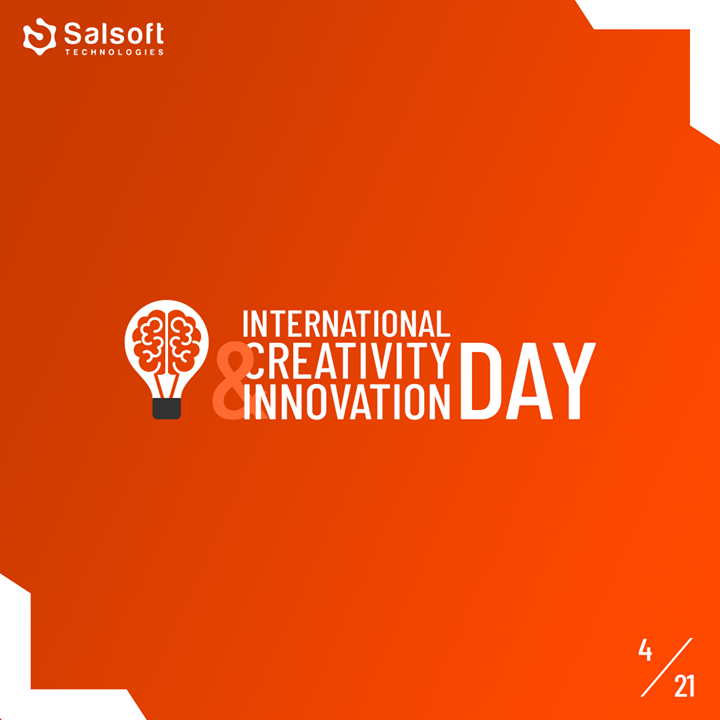 Salsoft
TECHNOLOGIES
INTERNATIONAL
CREATIVITY
& INNOVATION DAY
4/21